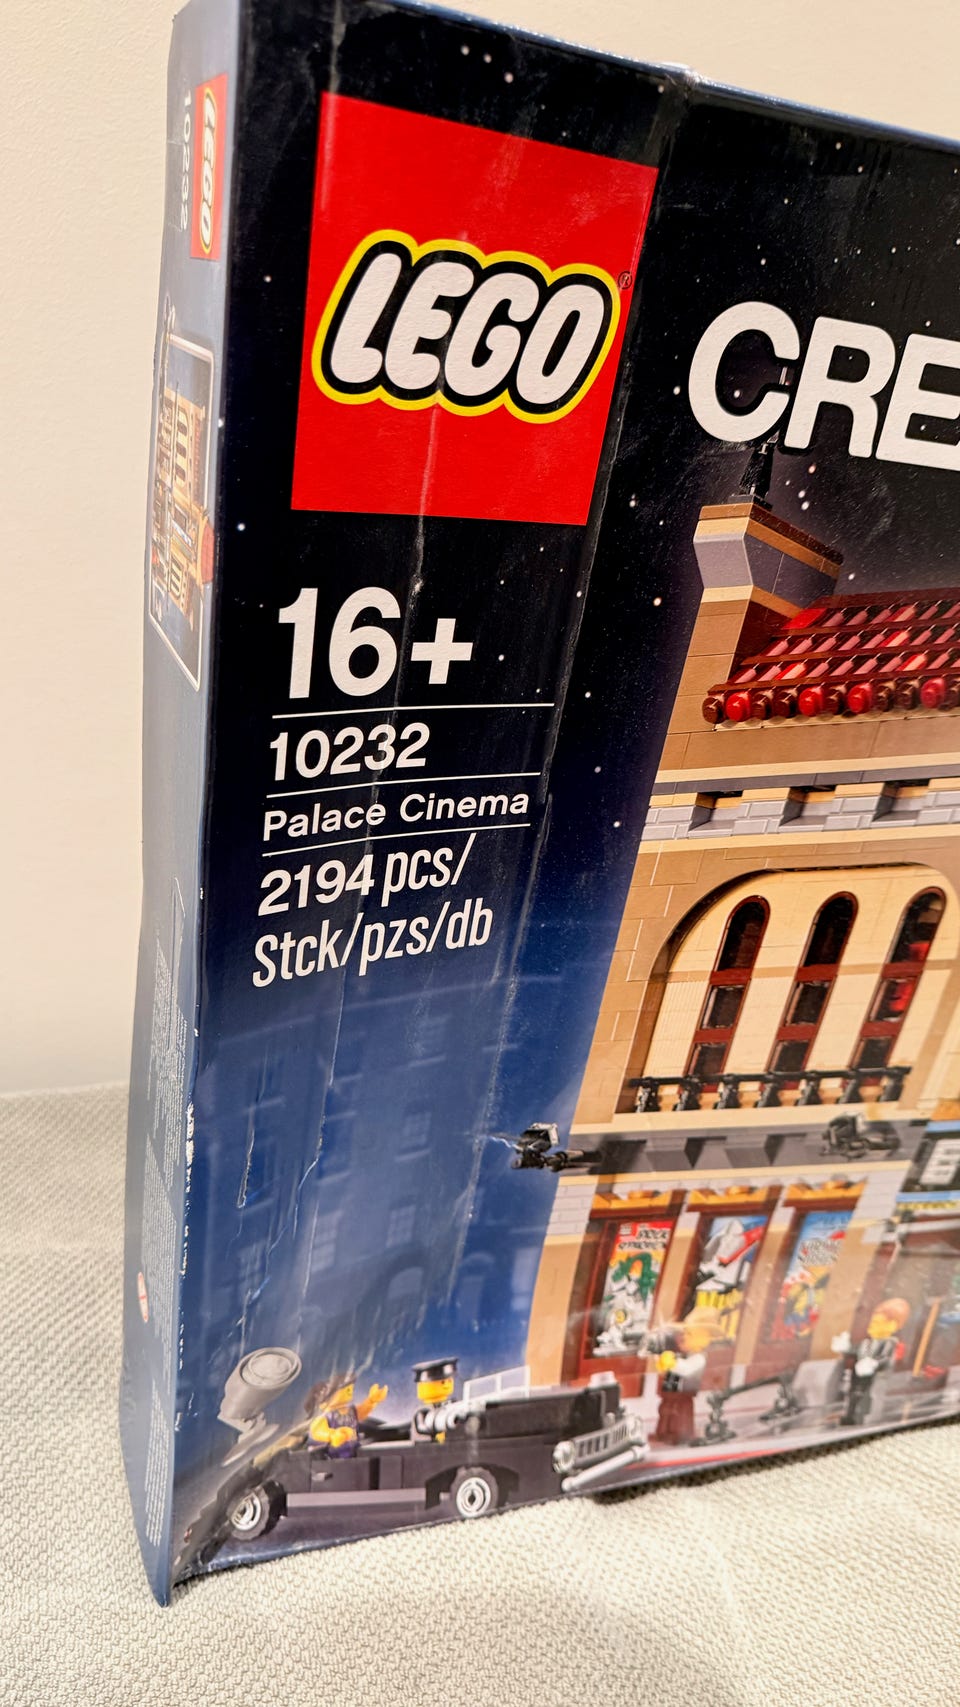 LEGO
10232
LEGO®
CRE
16+
10232
Palace Cinema
2194 pcs/
Stck/pzs/db